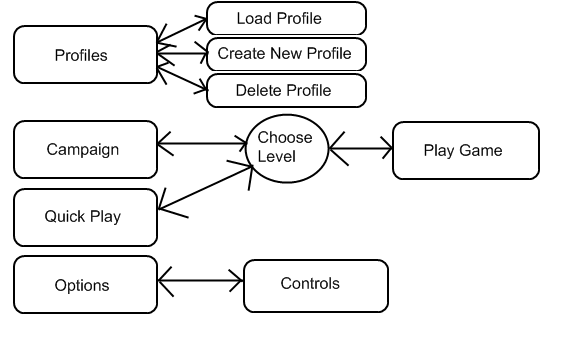 Load Profile
Profiles
Create New Profile
Delete Profile
Campaign
Choose
Level
Play Game
Quick Play
Options
Controls